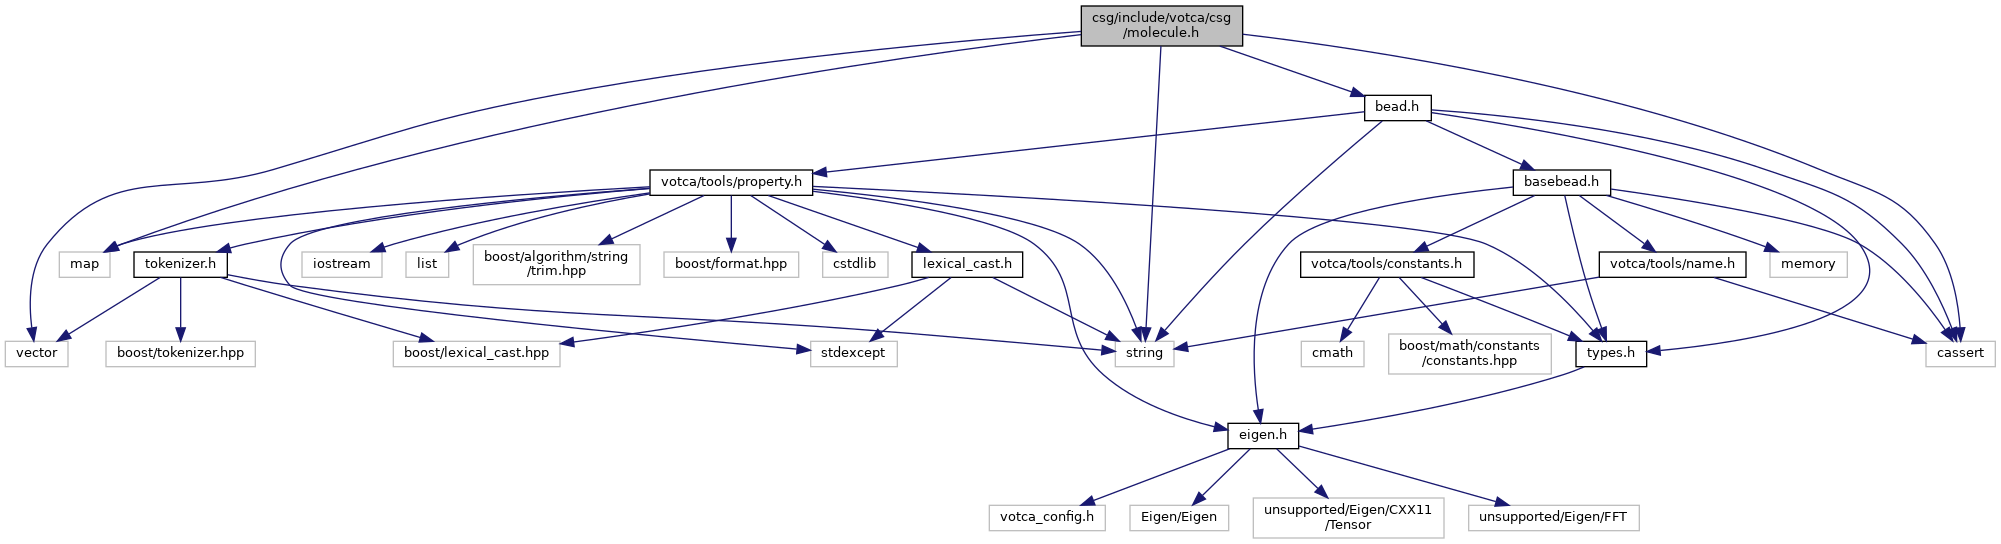 csg/include/votca/csg
/molecule.h
bead.h
votca/tools/property.h
basebead.h
map
tokenizer.h
iostream
list
boost/algorithm/string
/trim.hpp
boost/format.hpp
cstdlib
lexical_cast.h
votca/tools/constants.h
votca/tools/name.h
memory
vector
boost/tokenizer.hpp
boost/lexical_cast.hpp
stdexcept
string
cmath
boost/math/constants
/constants.hpp
types.h
cassert
eigen.h
votca_config.h
Eigen/Eigen
unsupported/Eigen/CXX11
/Tensor
unsupported/Eigen/FFT